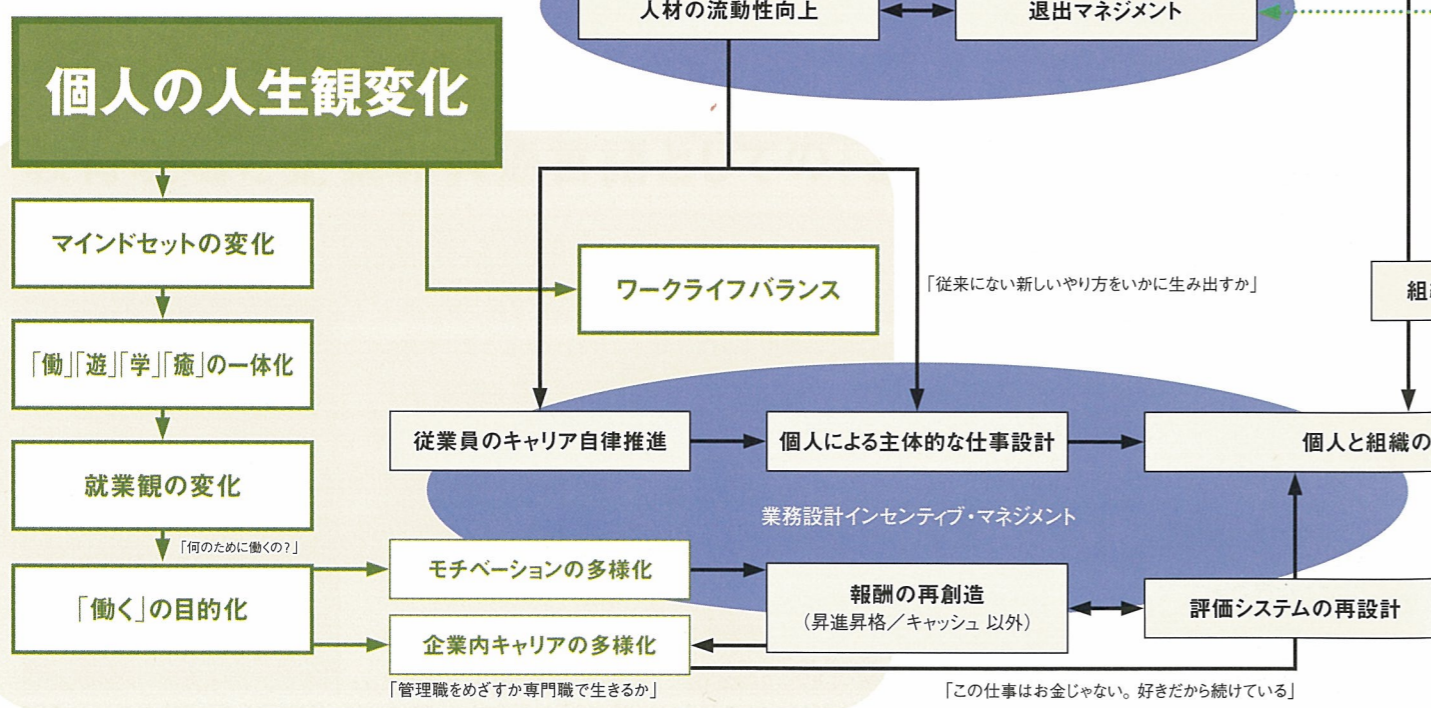 人材の流動性向上
退出マネジメント
個人の人生観変化
マインドセットの変化
ワークライフバランス
「従来にない新しいやり方をいかに生み出すか」
組
「働」「遊」「学」「癒」の一体化
従業員のキャリア自律推進
個人による主体的な仕事設計
個人と組織の
就業観の変化
業務設計インセンティブ・マネジメント
「何のために働くの?」
「働く」の目的化
モチベーションの多様化
報酬の再創造
(昇進昇格/キャッシュ 以外)
評価システムの再設計
企業内キャリアの多様化
「管理職をめざすか専門職で生きるか」
「この仕事はお金じゃない。好きだから続けている」